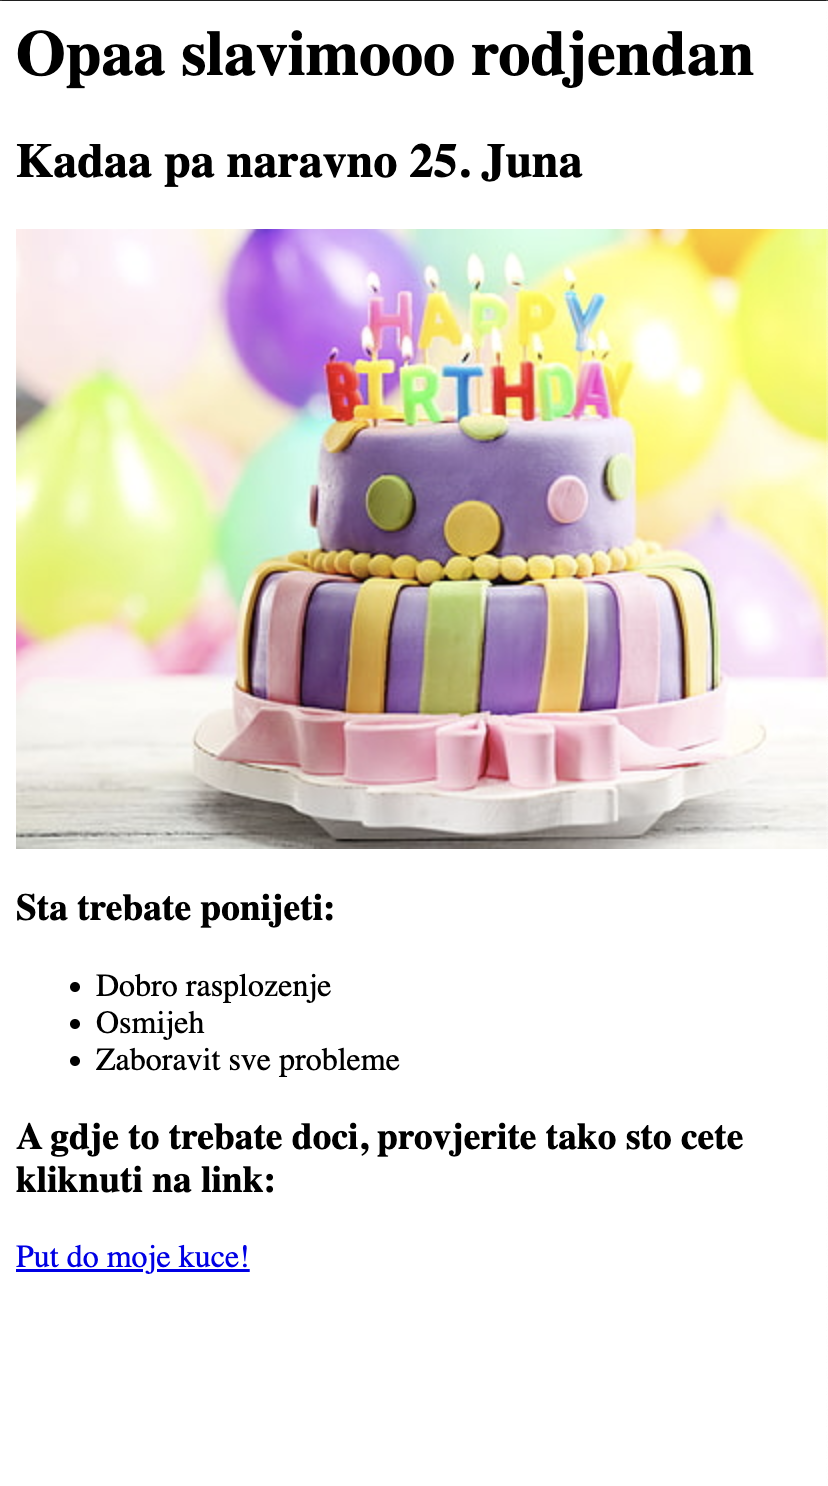 Opaa slavimooo rodjendan
Kadaa pa naravno 25. Juna
HAPPY
BIRTHDAY
Sta trebate ponijeti:
• Dobro rasplozenje
• Osmijeh
• Zaboravit sve probleme
A gdje to trebate doci, provjerite tako sto cete
kliknuti na link:
Put do moje kuce!